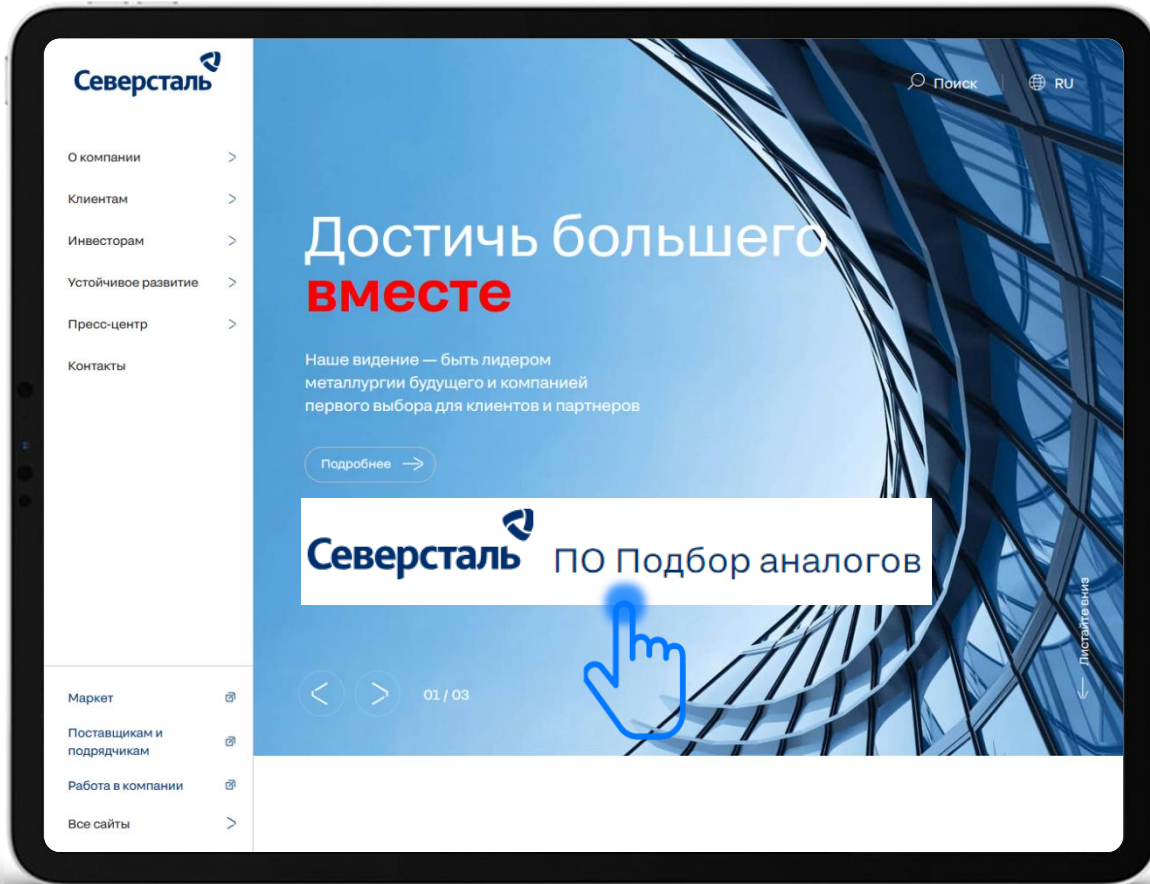 Северсталь
О компании
Клиентам
Инвесторам
Устойчивое развитие
Пресс-центр
Контакты
Маркет
Поставщикам и
подрядчикам
Работа в компании
Все сайты
Поиск
RU
Достичь большего
вместе
Наше видение — быть лидером
металлургии будущего и компанией
первого выбора для клиентов и партнеров
Подробнее
Северсталь ПО Подбор аналогов
01 / 03
Листайте вниз